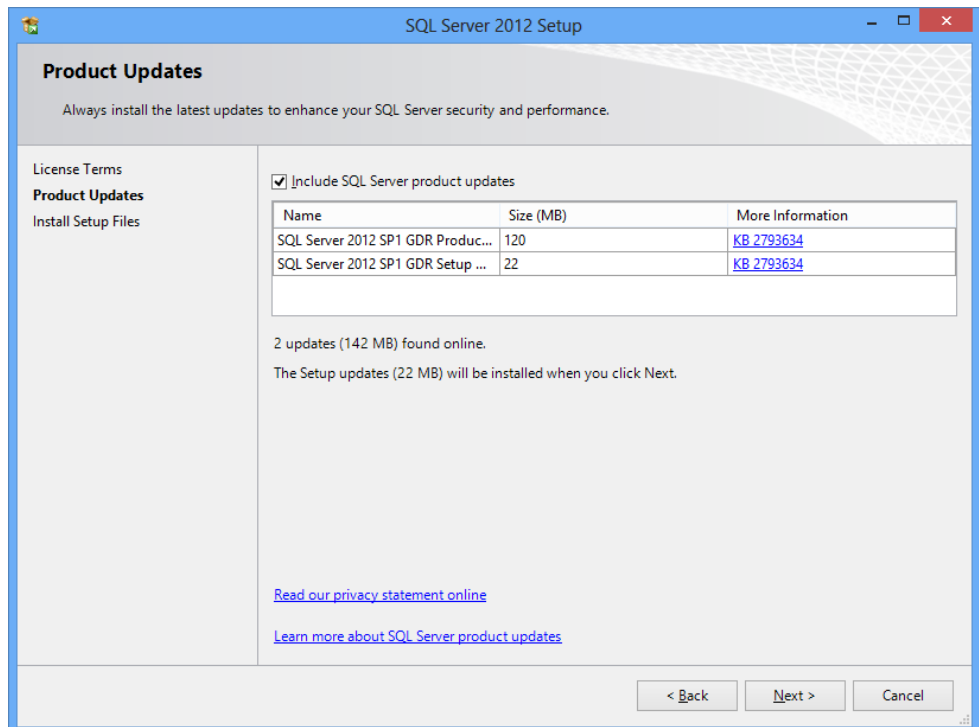 SQL Server 2012 Setup
Product Updates
Always install the latest updates to enhance your SQL Server security and performance.
License Terms
Product Updates
Install Setup Files
Include SQL Server product updates
Name Size (MB) More Information
SQL Server 2012 SP1 GDR Produc... 120 KB 2793634
SQL Server 2012 SP1 GDR Setup ... 22 KB 2793634
2 updates (142 MB) found online.
The Setup updates (22 MB) will be installed when you click Next.
Read our privacy statement online
Learn more about SQL Server product updates
< Back Next > Cancel